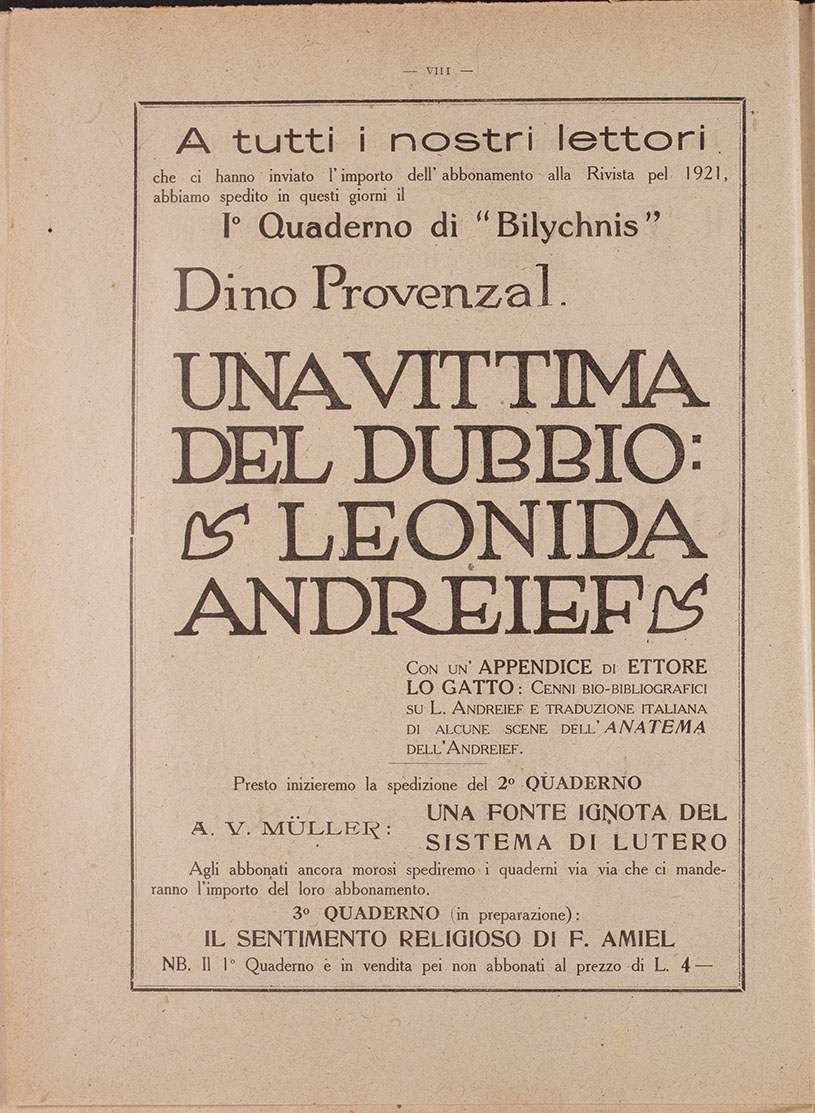 — VIII —
A tutti i nostri lettori
che ci hanno inviato l'importo dell'abbonamento alla Rivista pel 1921,
abbiamo spedito in questi giorni il
I° Quaderno di “Bilychnis”
Dino Provenzal.
UNA VITTIMA
DEL DUBBIO:
LEONIDA
ANDREIEF
CON UN' APPENDICE DI ETTORE
LO GATTO: CENNI BIO-BIBLIOGRAFICI
SU L. ANDREIEF E TRADUZIONE ITALIANA
DI ALCUNE SCENE DELL'ANATEMA
DELL'ANDREIEF.
Presto inizieremo la spedizione del 2° QUADERNO
A. V. MÜLLER: UNA FONTE IGNOTA DEL
SISTEMA DI LUTERO
Agli abbonati ancora morosi spediremo i quaderni via via che ci mande-
ranno l'importo del loro abbonamento.
3° QUADERNO (in preparazione):
IL SENTIMENTO RELIGIOSO DI F. AMIEL
NB. Il 1° Quaderno è in vendita pei non abbonati al prezzo di L. 4 —